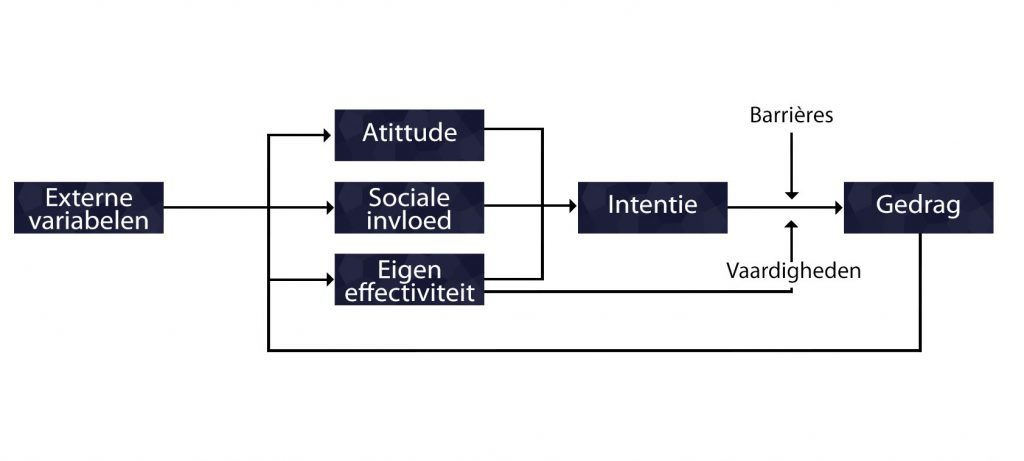 Externe
variabelen
Atittude
Sociale
invloed
Eigen
effectiviteit
Intentie
Barrières
Vaardigheden
Gedrag